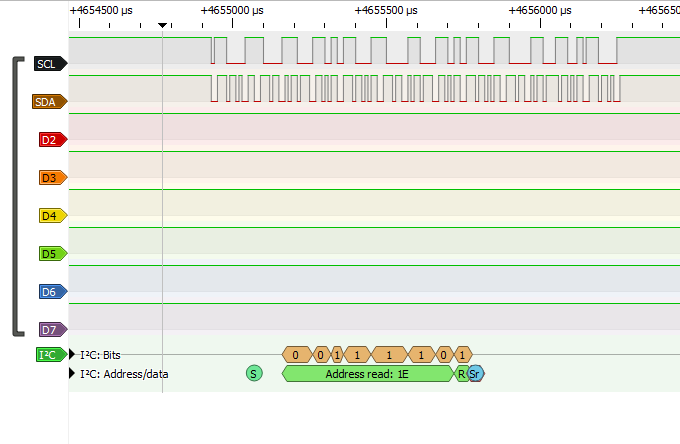 +4654500 µs +4655000 µs +4655500 µs +4656000 µs +46565
SCL
SDA
D2
D3
D4
D5
D6
D7
I²C I²C: Bits 0 0 1 1 1 1 0 1
I²C: Address/data S Address read: 1E R Sr